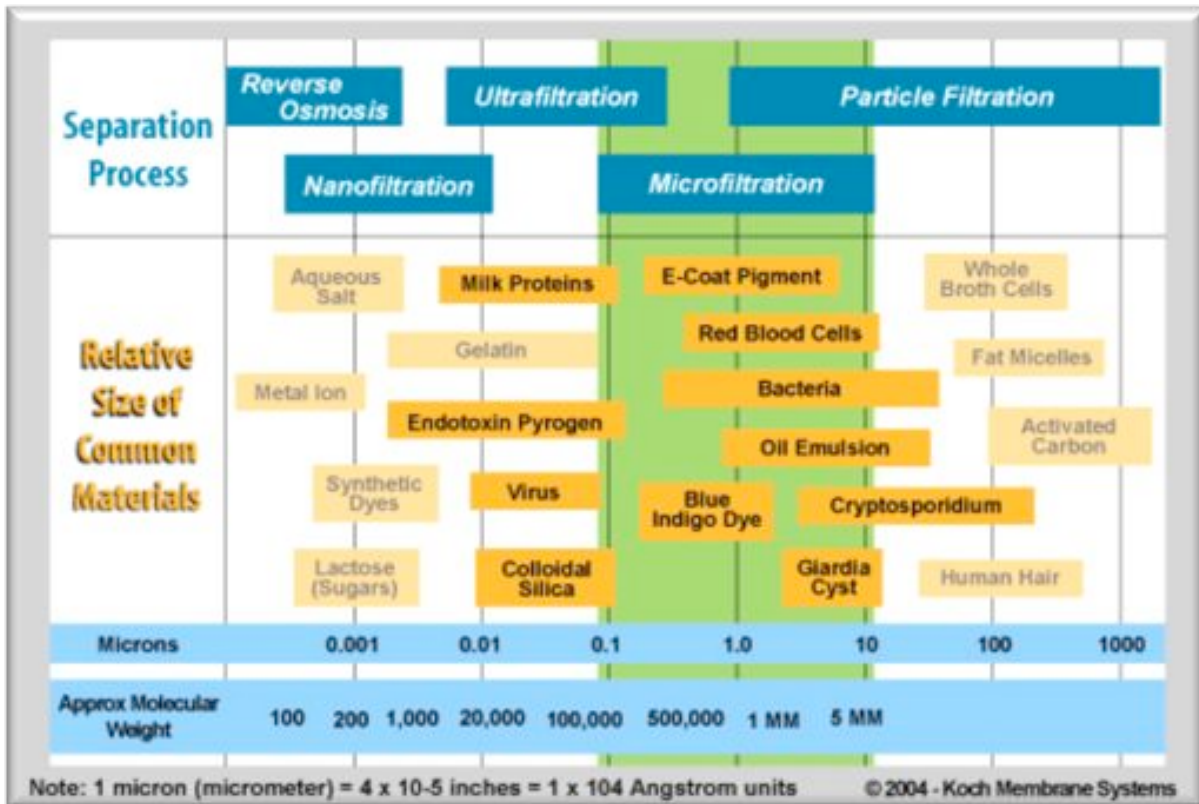 Separation
Process
Reverse
Osmosis
Ultrafiltration
Particle Filtration
Nanofiltration
Microfiltration
Relative
Size of
Common
Materials
Aqueous
Salt
Milk Proteins
E-Coat Pigment
Whole
Broth Cells
Gelatin
Red Blood Cells
Fat Micelles
Metal Ion
Bacteria
Endotoxin Pyrogen
Oil Emulsion
Activated
Carbon
Synthetic
Dyes
Virus
Blue
Indigo Dye
Cryptosporidium
Lactose
(Sugars)
Colloidal
Silica
Giardia
Cyst
Human Hair
Microns 0.001 0.01 0.1 1.0 10 100 1000
Approx Molecular
Weight
100 200 1,000 20,000 100,000 500,000 1 MM 5 MM
Note: 1 micron (micrometer) = 4 x 10-5 inches = 1 x 104 Angstrom units © 2004 - Koch Membrane Systems